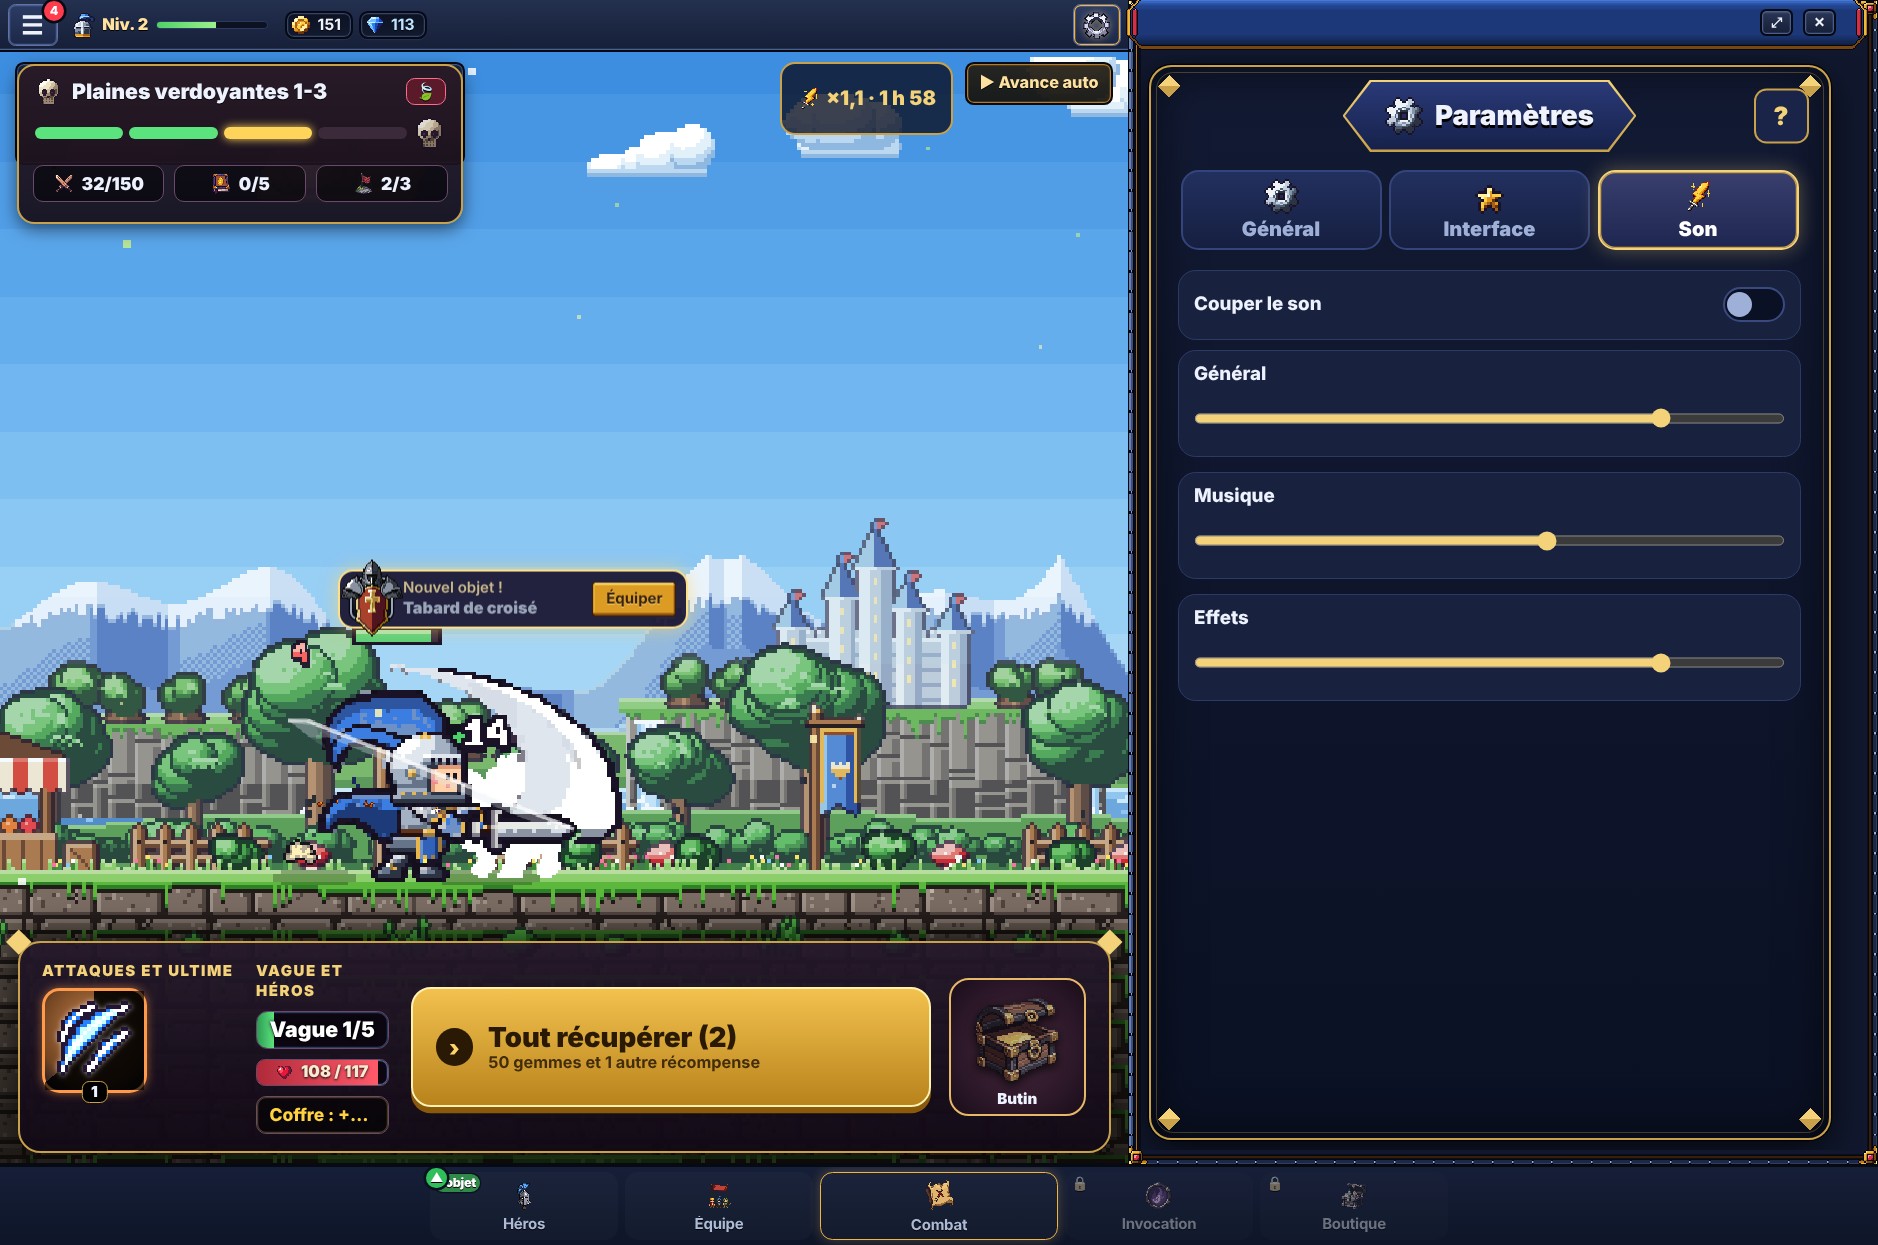 4
Niv. 2
151
113
Plaines verdoyantes 1-3
32/150
0/5
2/3
×1,1 · 1 h 58
▶ Avance auto
Nouvel objet !
Tabard de croisé
Équiper
4
+14
ATTAQUES ET ULTIME
1
VAGUE ET
HÉROS
Vague 1/5
108 / 117
Coffre : +...
Tout récupérer (2)
50 gemmes et 1 autre récompense
Butin
objet
Héros
Équipe
Combat
Invocation
Boutique
Paramètres
?
Général
Interface
Son
Couper le son
Général
Musique
Effets